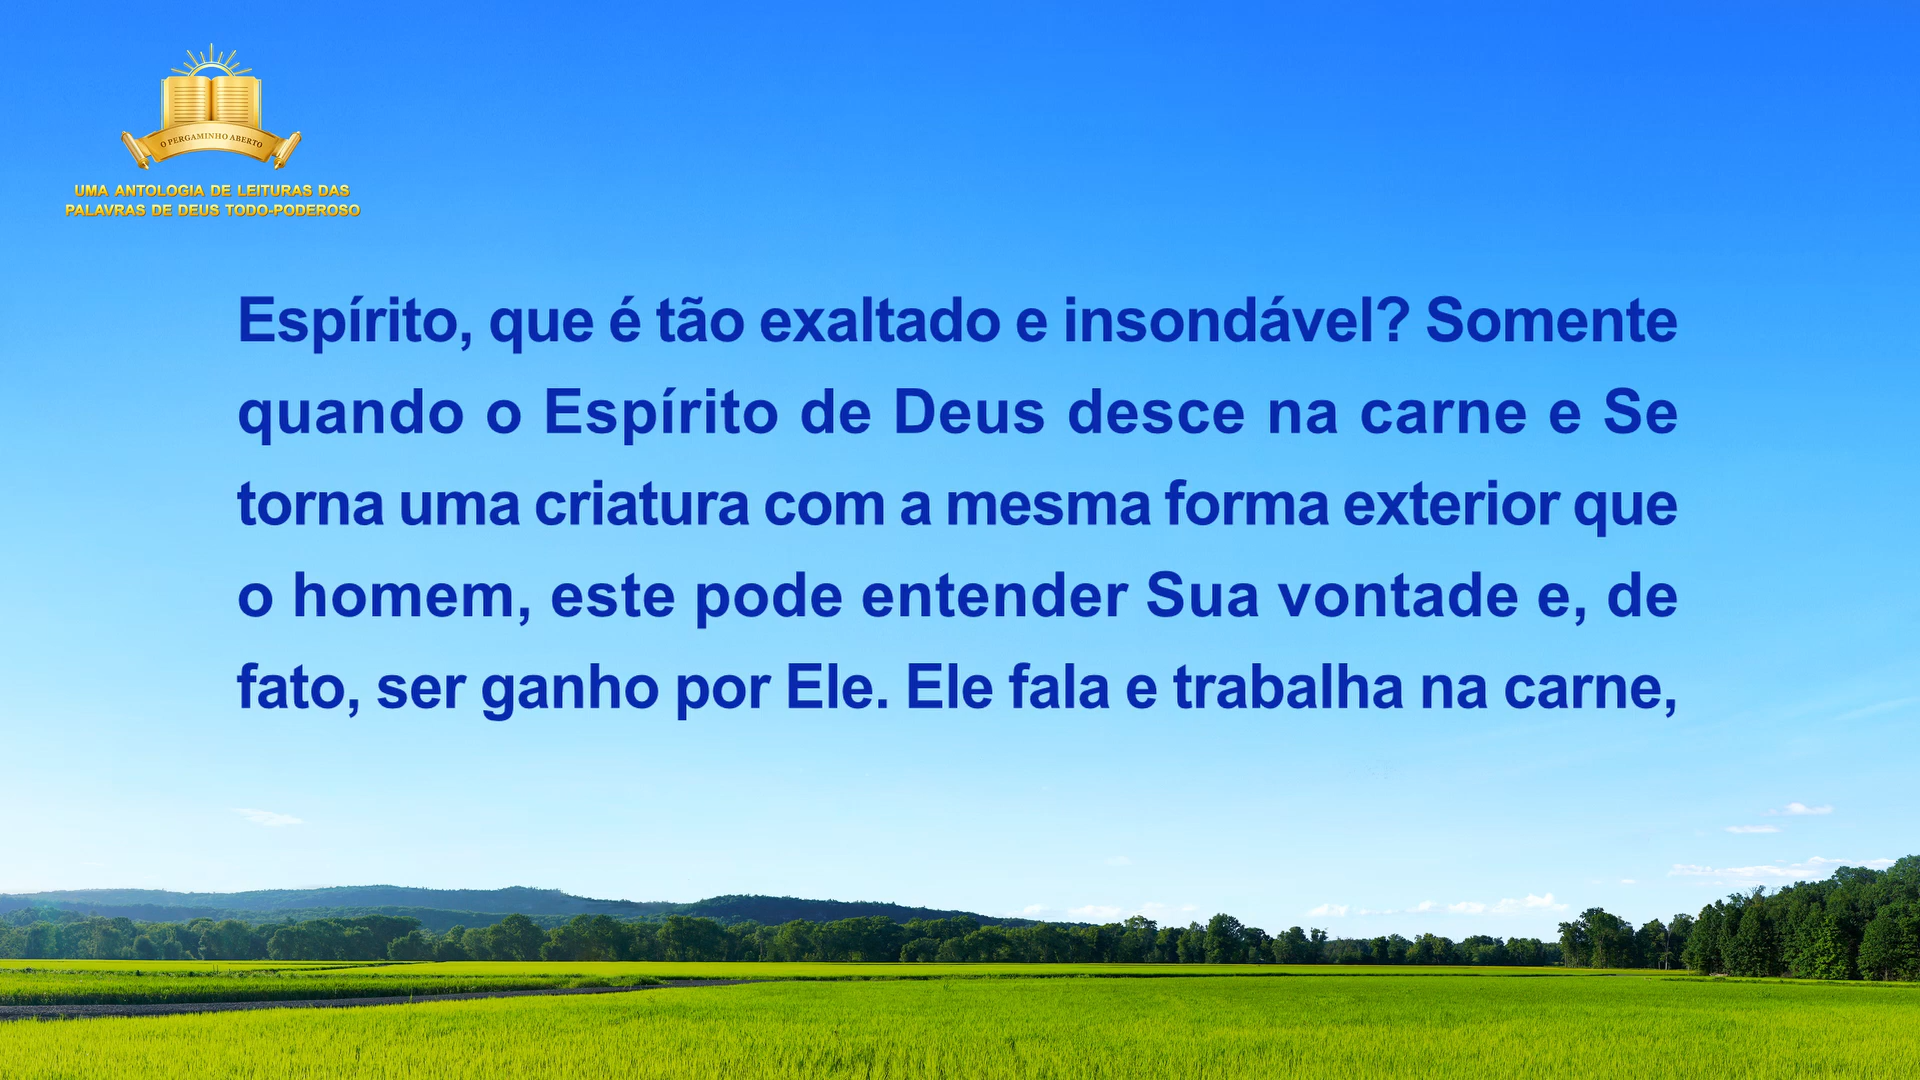 O PERGAMINHO ABERTO
UMA ANTOLOGIA DE LEITURAS DAS
PALAVRAS DE DEUS TODO-PODEROSO
Espírito, que é tão exaltado e insondável? Somente
quando o Espírito de Deus desce na carne e Se
torna uma criatura com a mesma forma exterior que
o homem, este pode entender Sua vontade e, de
fato, ser ganho por Ele. Ele fala e trabalha na carne,